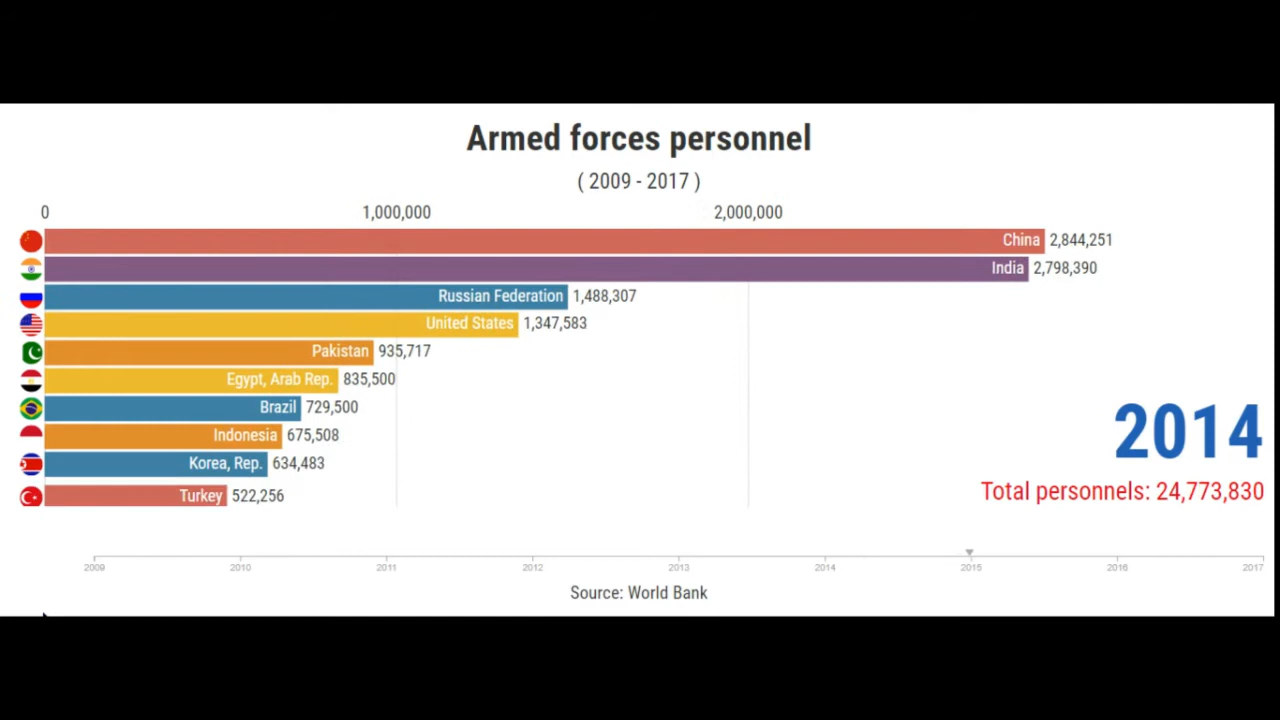 Armed forces personnel
( 2009 - 2017 )
0 1,000,000 2,000,000
China 2,844,251
India 2,798,390
Russian Federation 1,488,307
United States 1,347,583
Pakistan 935,717
Egypt, Arab Rep. 835,500
Brazil 729,500
Indonesia 675,508
Korea, Rep. 634,483
Turkey 522,256
2014
Total personnels: 24,773,830
2009 2010 2011 2012 2013 2014 2015 2016 2017
Source: World Bank